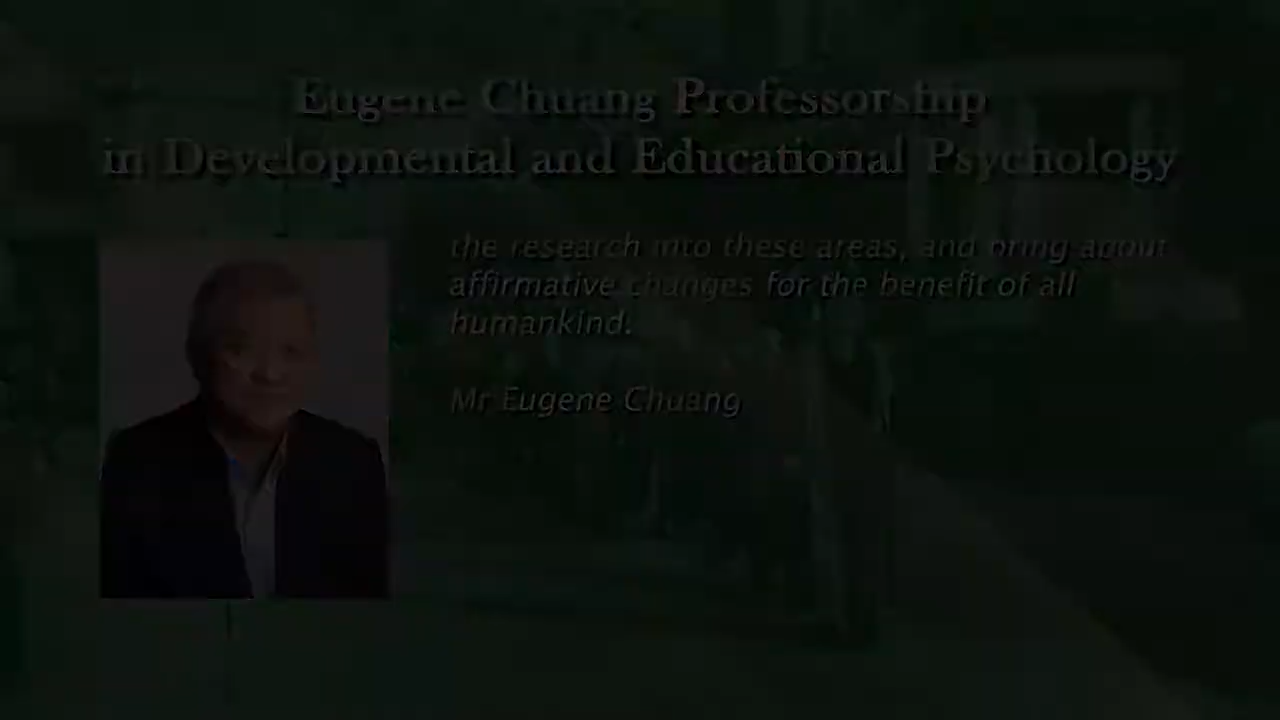 Eugene Chuang Professorship
in Developmental and Educational Psychology
the research into these areas, and bring about
affirmative changes for the benefit of all
humankind.
Mr Eugene Chuang